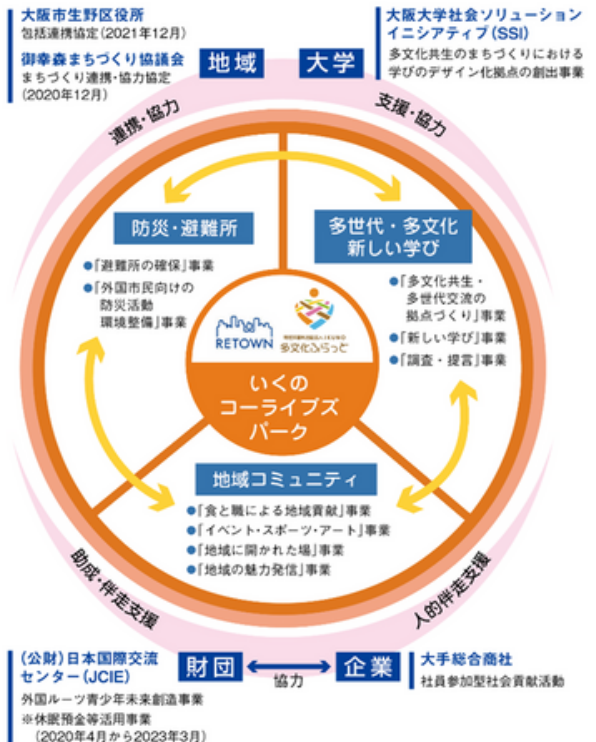 大阪市生野区役所
包括連携協定(2021年12月)
御幸森まちづくり協議会
まちづくり連携・協力協定
(2020年12月)
地域
大学
大阪大学社会ソリューション
イニシアティブ(SSI)
多文化共生のまちづくりにおける
学びのデザイン化拠点の創出事業
連携・協力
支援・協力
防災・避難所
●「避難所の確保」事業
●「外国市民向けの
防災活動
環境整備」事業
多世代・多文化
新しい学び
●「多文化共生・
多世代交流の
拠点づくり」事業
●「新しい学び」事業
●「調査・提言」事業
RETOWN
多文化ふらっと
いくの
コーライブズ
パーク
地域コミュニティ
●「食と職による地域貢献」事業
●「イベント・スポーツ・アート」事業
●「地域に開かれた場」事業
●「地域の魅力発信」事業
助成・伴走支援
人的伴走支援
(公財)日本国際交流
センター(JCIE)
外国ルーツ青少年未来創造事業
※休眠預金等活用事業
(2020年4月から2023年3月)
財団
協力
企業
大手総合商社
社員参加型社会貢献活動